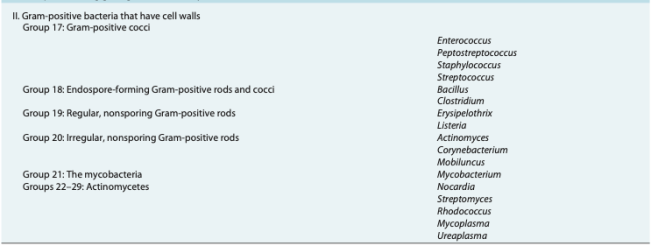 II. Gram-positive bacteria that have cell walls
Group 17: Gram-positive cocci
Enterococcus
Peptostreptococcus
Staphylococcus
Streptococcus
Group 18: Endospore-forming Gram-positive rods and cocci Bacillus
Clostridium
Group 19: Regular, nonsporing Gram-positive rods Erysipelothrix
Listeria
Group 20: Irregular, nonsporing Gram-positive rods Actinomyces
Corynebacterium
Mobiluncus
Group 21: The mycobacteria Mycobacterium
Groups 22–29: Actinomycetes Nocardia
Streptomyces
Rhodococcus
Mycoplasma
Ureaplasma